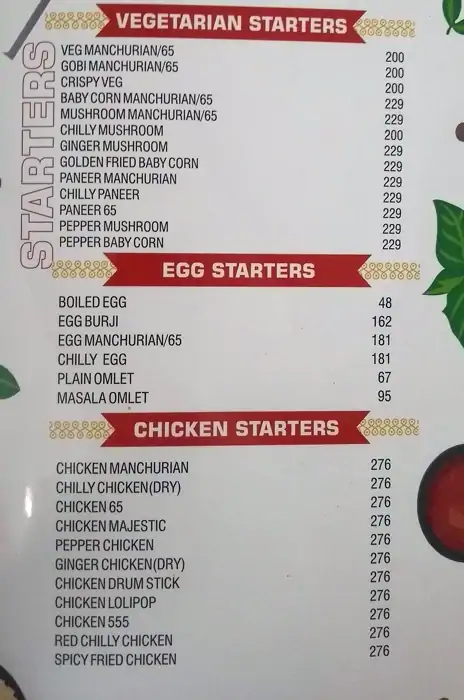 STARTERS
VEGETARIAN STARTERS
VEG MANCHURIAN/65 200
GOBI MANCHURIAN/65 200
CRISPY VEG 200
BABY CORN MANCHURIAN/65 229
MUSHROOM MANCHURIAN/65 229
CHILLY MUSHROOM 200
GINGER MUSHROOM 229
GOLDEN FRIED BABY CORN 229
PANEER MANCHURIAN 229
CHILLY PANEER 229
PANEER 65 229
PEPPER MUSHROOM 229
PEPPER BABY CORN 229
EGG STARTERS
BOILED EGG 48
EGG BURJI 162
EGG MANCHURIAN/65 181
CHILLY EGG 181
PLAIN OMLET 67
MASALA OMLET 95
CHICKEN STARTERS
CHICKEN MANCHURIAN 276
CHILLY CHICKEN(DRY) 276
CHICKEN 65 276
CHICKEN MAJESTIC 276
PEPPER CHICKEN 276
GINGER CHICKEN(DRY) 276
CHICKEN DRUM STICK 276
CHICKEN LOLIPOP 276
CHICKEN 555 276
RED CHILLY CHICKEN 276
SPICY FRIED CHICKEN 276